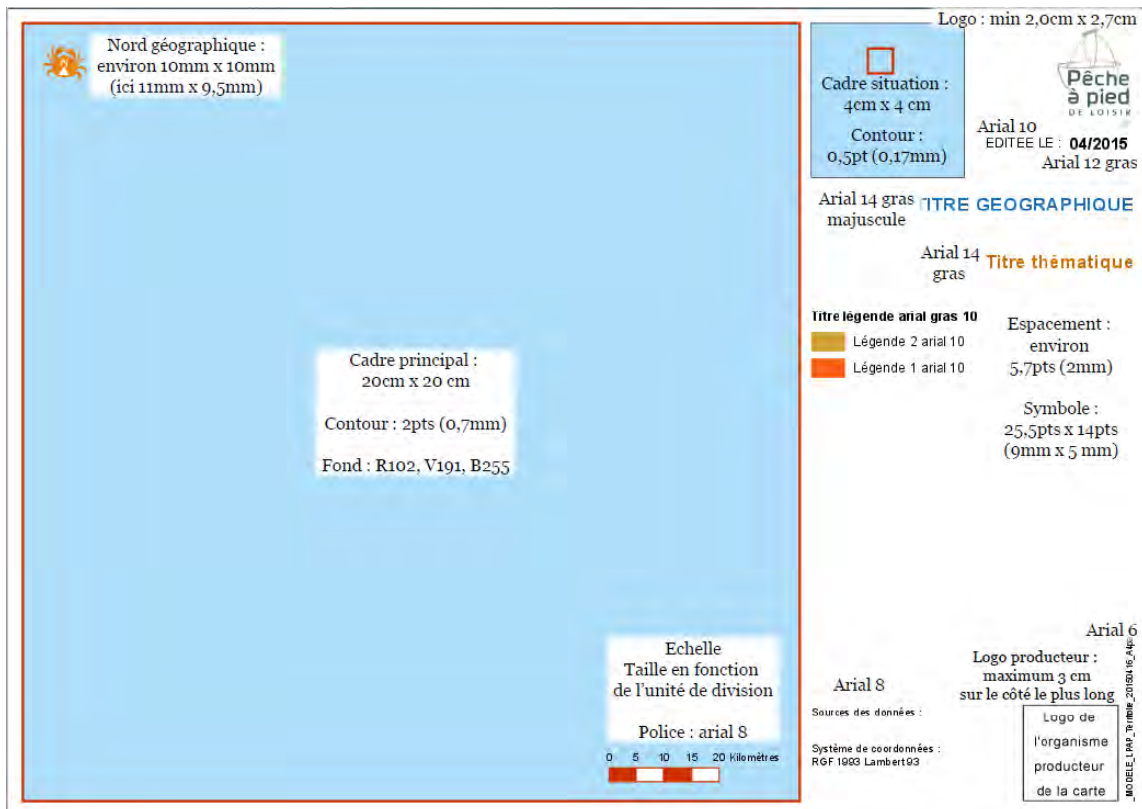 Nord géographique :
environ 10mm x 10mm
(ici 11mm x 9,5mm)
Cadre principal :
20cm x 20 cm
Contour : 2pts (0,7mm)
Fond : R102, V191, B255
Echelle
Taille en fonction
de l'unité de division
Police : arial 8
0 5 10 15 20 Kilomètres
Logo : min 2,0cm x 2,7cm
Cadre situation :
4cm x 4 cm
Contour :
0,5pt (0,17mm)
Pêche
à pied
DE LOISIR
Arial 10
EDITEE LE : 04/2015
Arial 12 gras
Arial 14 gras
majuscule
TITRE GEOGRAPHIQUE
Arial 14
gras
Titre thématique
Titre légende arial gras 10
Légende 2 arial 10
Légende 1 arial 10
Espacement :
environ
5,7pts (2mm)
Symbole :
25,5pts x 14pts
(9mm x 5 mm)
Arial 6
Logo producteur :
maximum 3 cm
sur le côté le plus long
Arial 8
Sources des données :
Système de coordonnées :
RGF 1993 Lambert 93
Logo de
l'organisme
producteur
de la carte